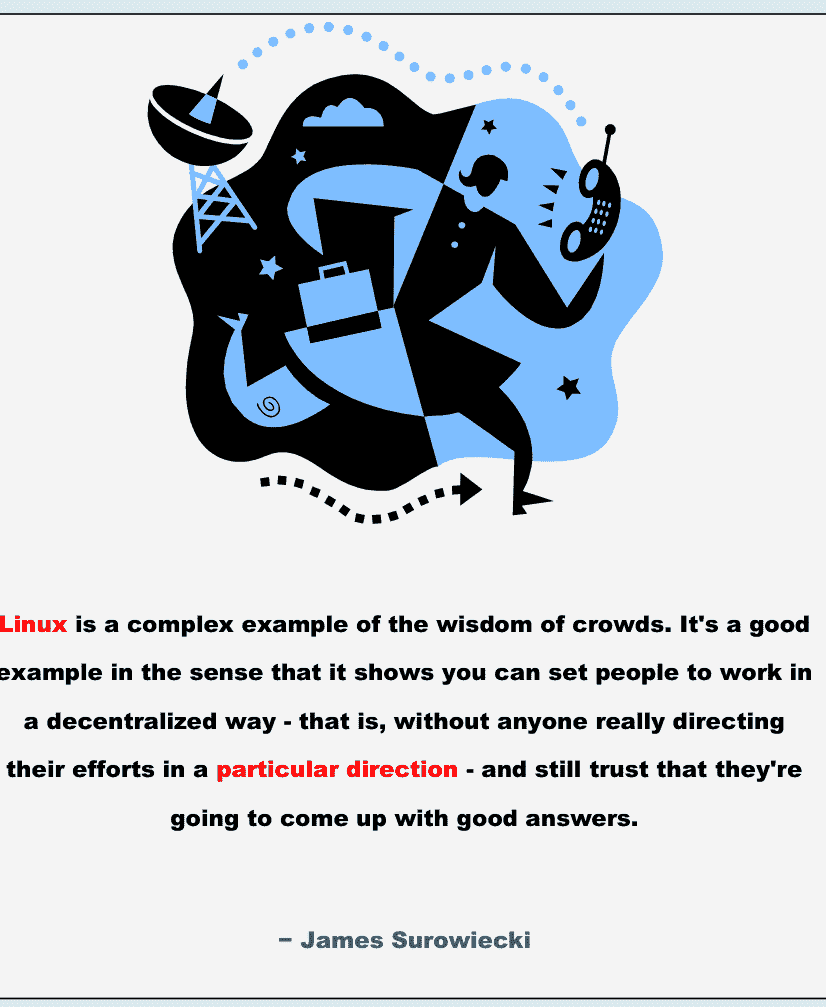 Linux is a complex example of the wisdom of crowds. It's a good
example in the sense that it shows you can set people to work in
a decentralized way - that is, without anyone really directing
their efforts in a particular direction - and still trust that they're
going to come up with good answers.
– James Surowiecki